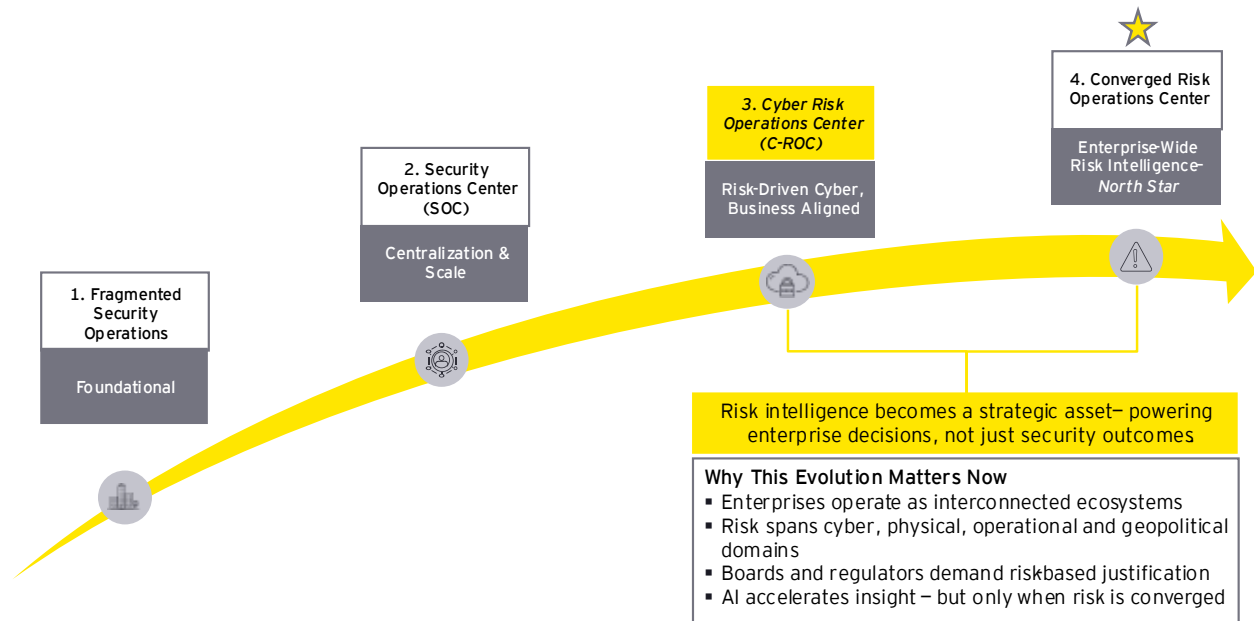 1. Fragmented
Security
Operations
Foundational
2. Security
Operations Center
(SOC)
Centralization &
Scale
3. Cyber Risk
Operations Center
(C-ROC)
Risk-Driven Cyber,
Business Aligned
4. Converged Risk
Operations Center
Enterprise-Wide
Risk Intelligence-
North Star
Risk intelligence becomes a strategic asset– powering
enterprise decisions, not just security outcomes
Why This Evolution Matters Now
▪ Enterprises operate as interconnected ecosystems
▪ Risk spans cyber, physical, operational and geopolitical
domains
▪ Boards and regulators demand risk-based justification
▪ AI accelerates insight – but only when risk is converged